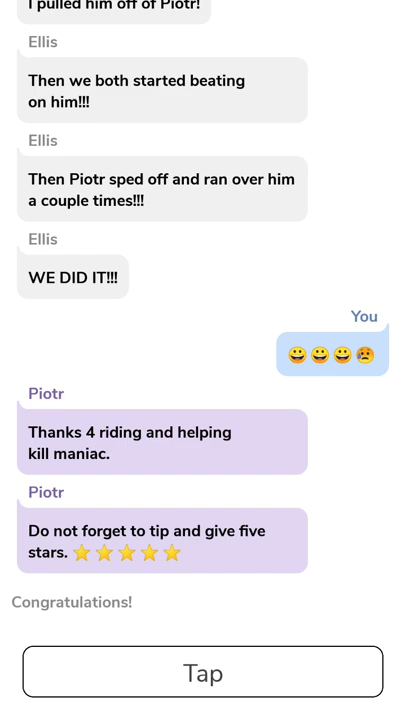 I pulled him off of Piotr!
Ellis
Then we both started beating
on him!!!
Ellis
Then Piotr sped off and ran over him
a couple times!!!
Ellis
WE DID IT!!!
You
😀😀😀😥
Piotr
Thanks 4 riding and helping
kill maniac.
Piotr
Do not forget to tip and give five
stars. ⭐⭐⭐⭐⭐
Congratulations!
Tap